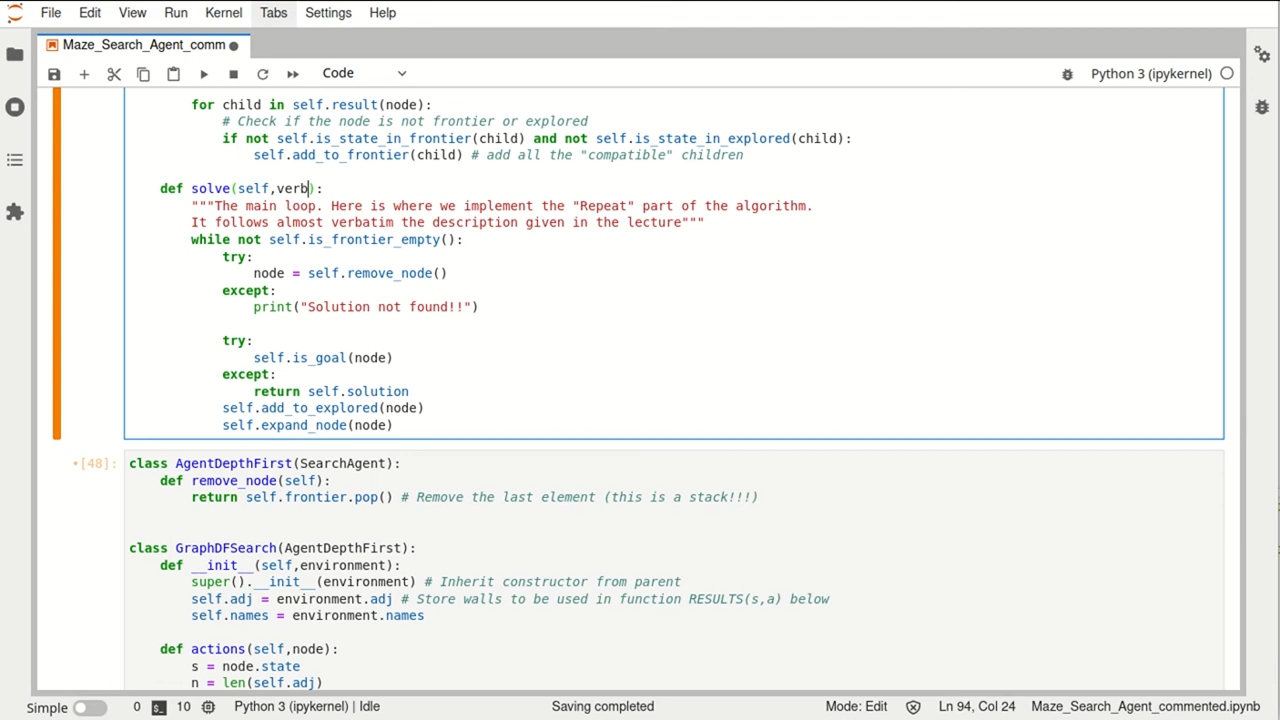 File Edit View Run Kernel Tabs Settings Help
Maze_Search_Agent_comm
Code
Python 3 (ipykernel)
for child in self.result(node):
# Check if the node is not frontier or explored
if not self.is_state_in_frontier(child) and not self.is_state_in_explored(child):
self.add_to_frontier(child) # add all the "compatible" children
def solve(self,verb):
"""The main loop. Here is where we implement the "Repeat" part of the algorithm.
It follows almost verbatim the description given in the lecture"""
while not self.is_frontier_empty():
try:
node = self.remove_node()
except:
print("Solution not found!!")
try:
self.is_goal(node)
except:
return self.solution
self.add_to_explored(node)
self.expand_node(node)
[48]:
class AgentDepthFirst(SearchAgent):
def remove_node(self):
return self.frontier.pop() # Remove the last element (this is a stack!!!)
class GraphDFSearch(AgentDepthFirst):
def __init__(self,environment):
super().__init__(environment) # Inherit constructor from parent
self.adj = environment.adj # Store walls to be used in function RESULTS(s,a) below
self.names = environment.names
def actions(self,node):
s = node.state
n = len(self.adj)
Simple 0 $_ 10 Python 3 (ipykernel) | Idle Saving completed Mode: Edit Ln 94, Col 24 Maze_Search_Agent_commented.ipynb